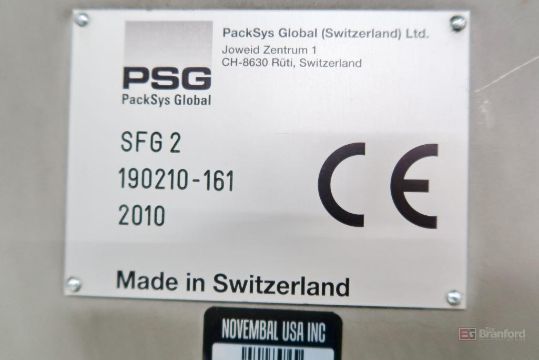 PackSys Global (Switzerland) Ltd.
Joweid Zentrum 1
CH-8630 Rüti, Switzerland
PSG
PackSys Global
SFG 2
190210-161
2010
CE
Made in Switzerland
NOVEMBAL USA INC
Branford